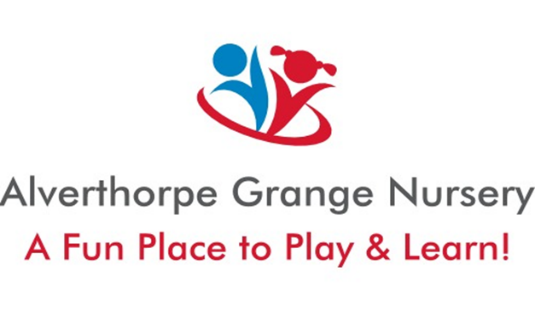 Alverthorpe Grange Nursery
A Fun Place to Play & Learn!